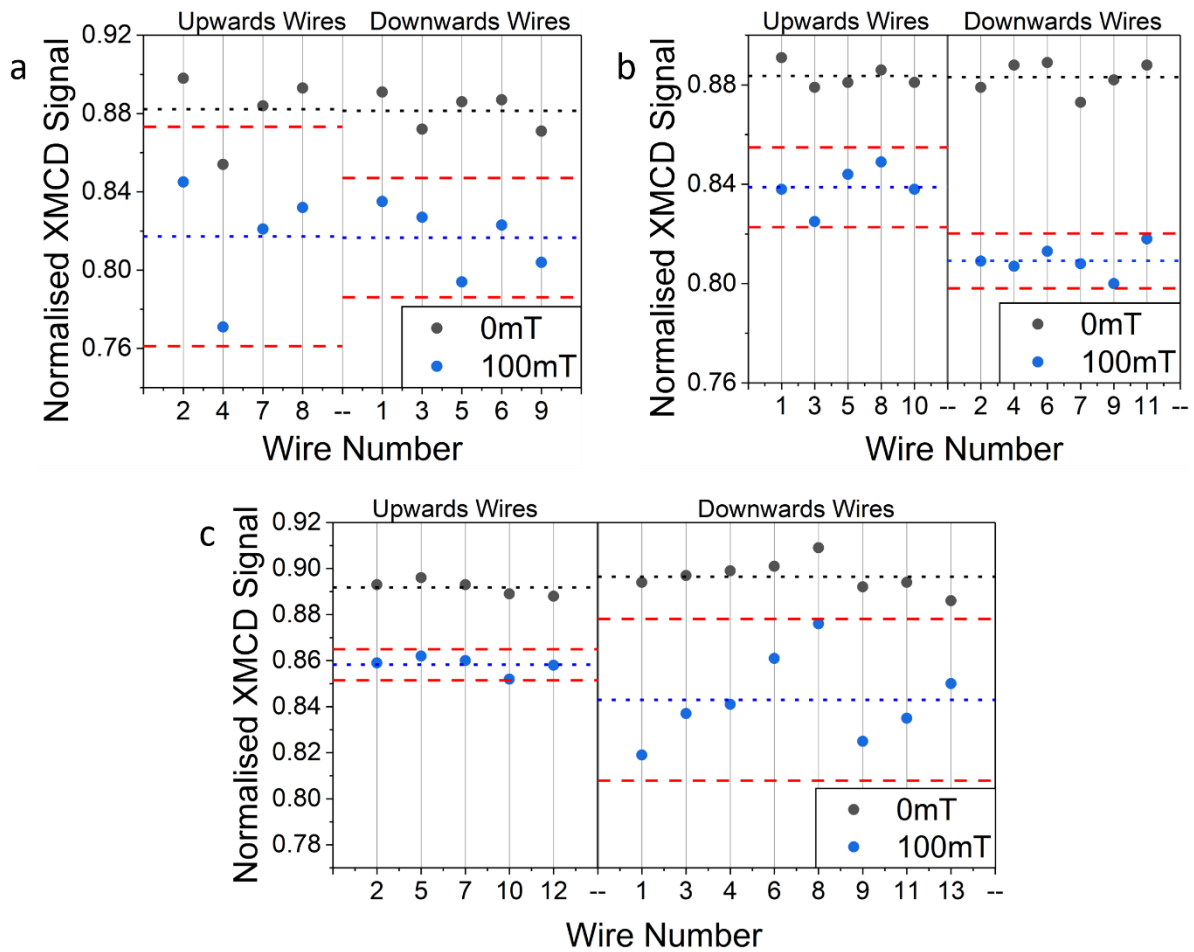 a
Upwards Wires Downwards Wires
Normalised XMCD Signal
0.92
0.88
0.84
0.80
0.76
0mT
100mT
2 4 7 8 -- 1 3 5 6 9
Wire Number
b
Upwards Wires Downwards Wires
Normalised XMCD Signal
0.88
0.84
0.80
0.76
0mT
100mT
1 3 5 8 10 -- 2 4 6 7 9 11 --
Wire Number
c
Upwards Wires Downwards Wires
Normalised XMCD Signal
0.92
0.90
0.88
0.86
0.84
0.82
0.80
0.78
0mT
100mT
2 5 7 10 12 -- 1 3 4 6 8 9 11 13 --
Wire Number